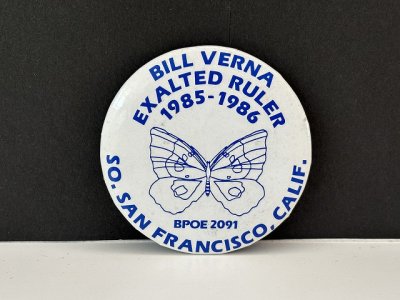 BILL VERNA
EXALTED RULER
1985-1986
BPOE 2091
SO. SAN FRANCISCO, CALIF.